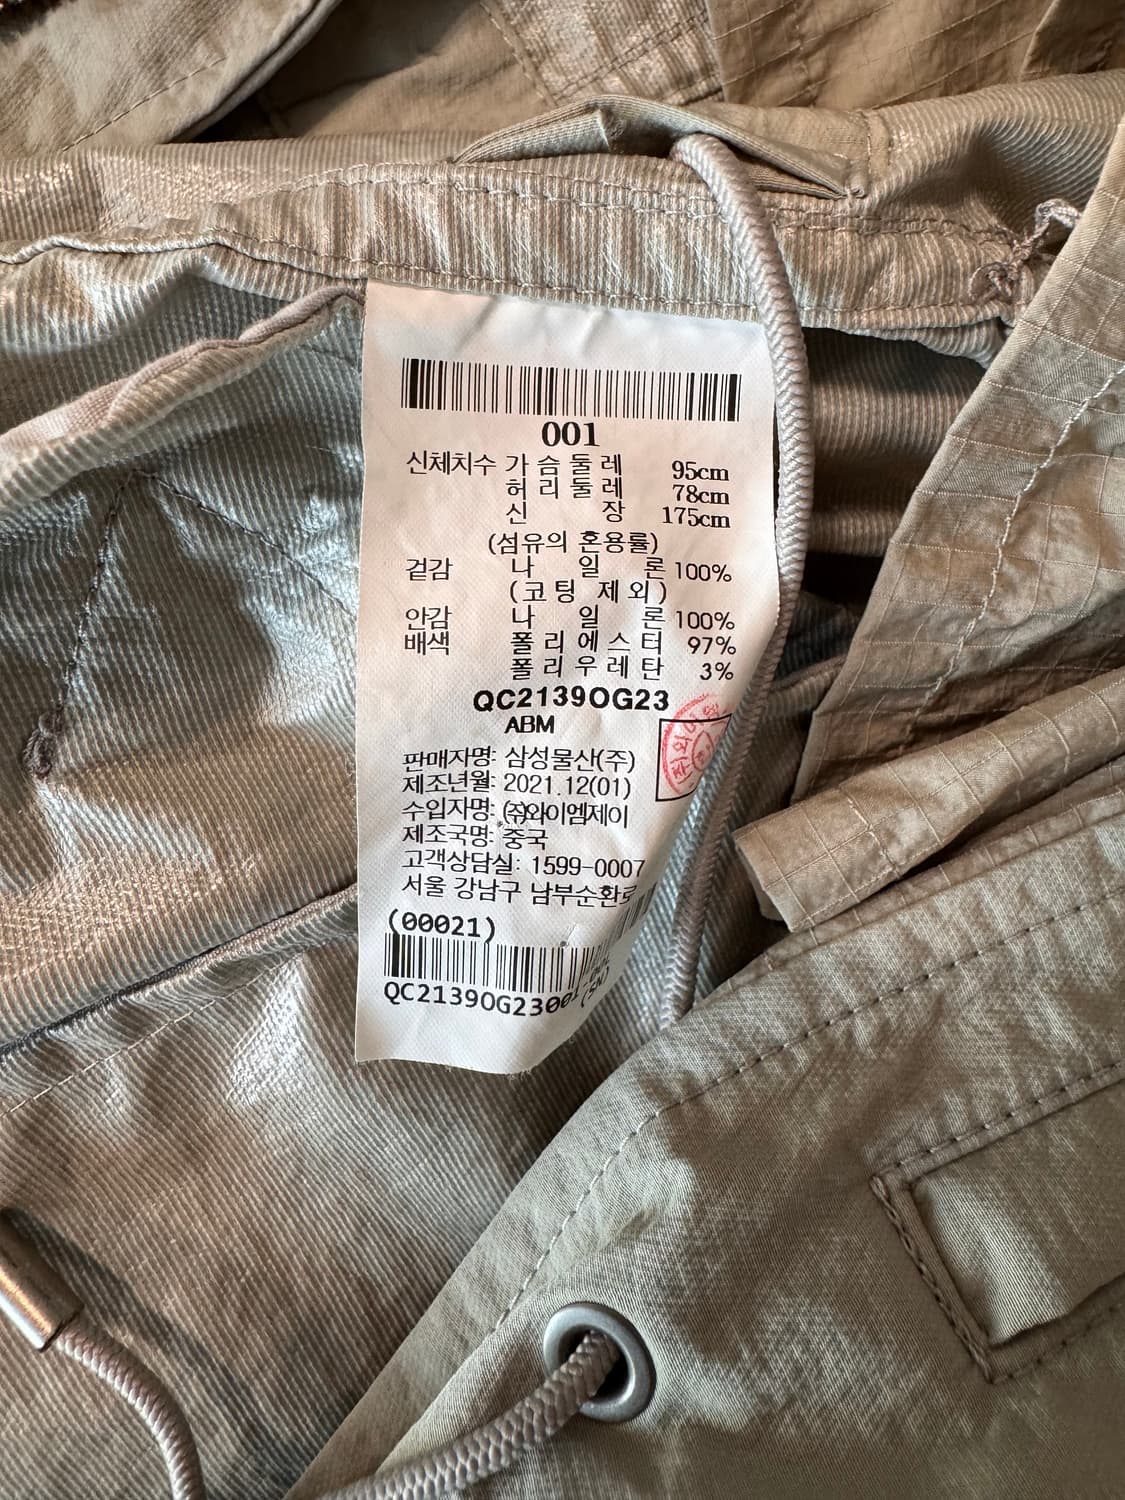 001
신체치수 가슴둘레 95cm
허리둘레 78cm
신 장 175cm
(섬유의 혼용률)
겉감 나 일 론 100%
(코팅 제외)
안감 나 일 론 100%
배색 폴리에스터 97%
폴리우레탄 3%
QC2139OG23
ABM
판매자명: 삼성물산(주)
제조년월: 2021.12(01)
수입자명: (주)와이엠제이
제조국명: 중국
고객상담실: 1599-0007
서울 강남구 남부순환로
(00021)
QC2139OG23001